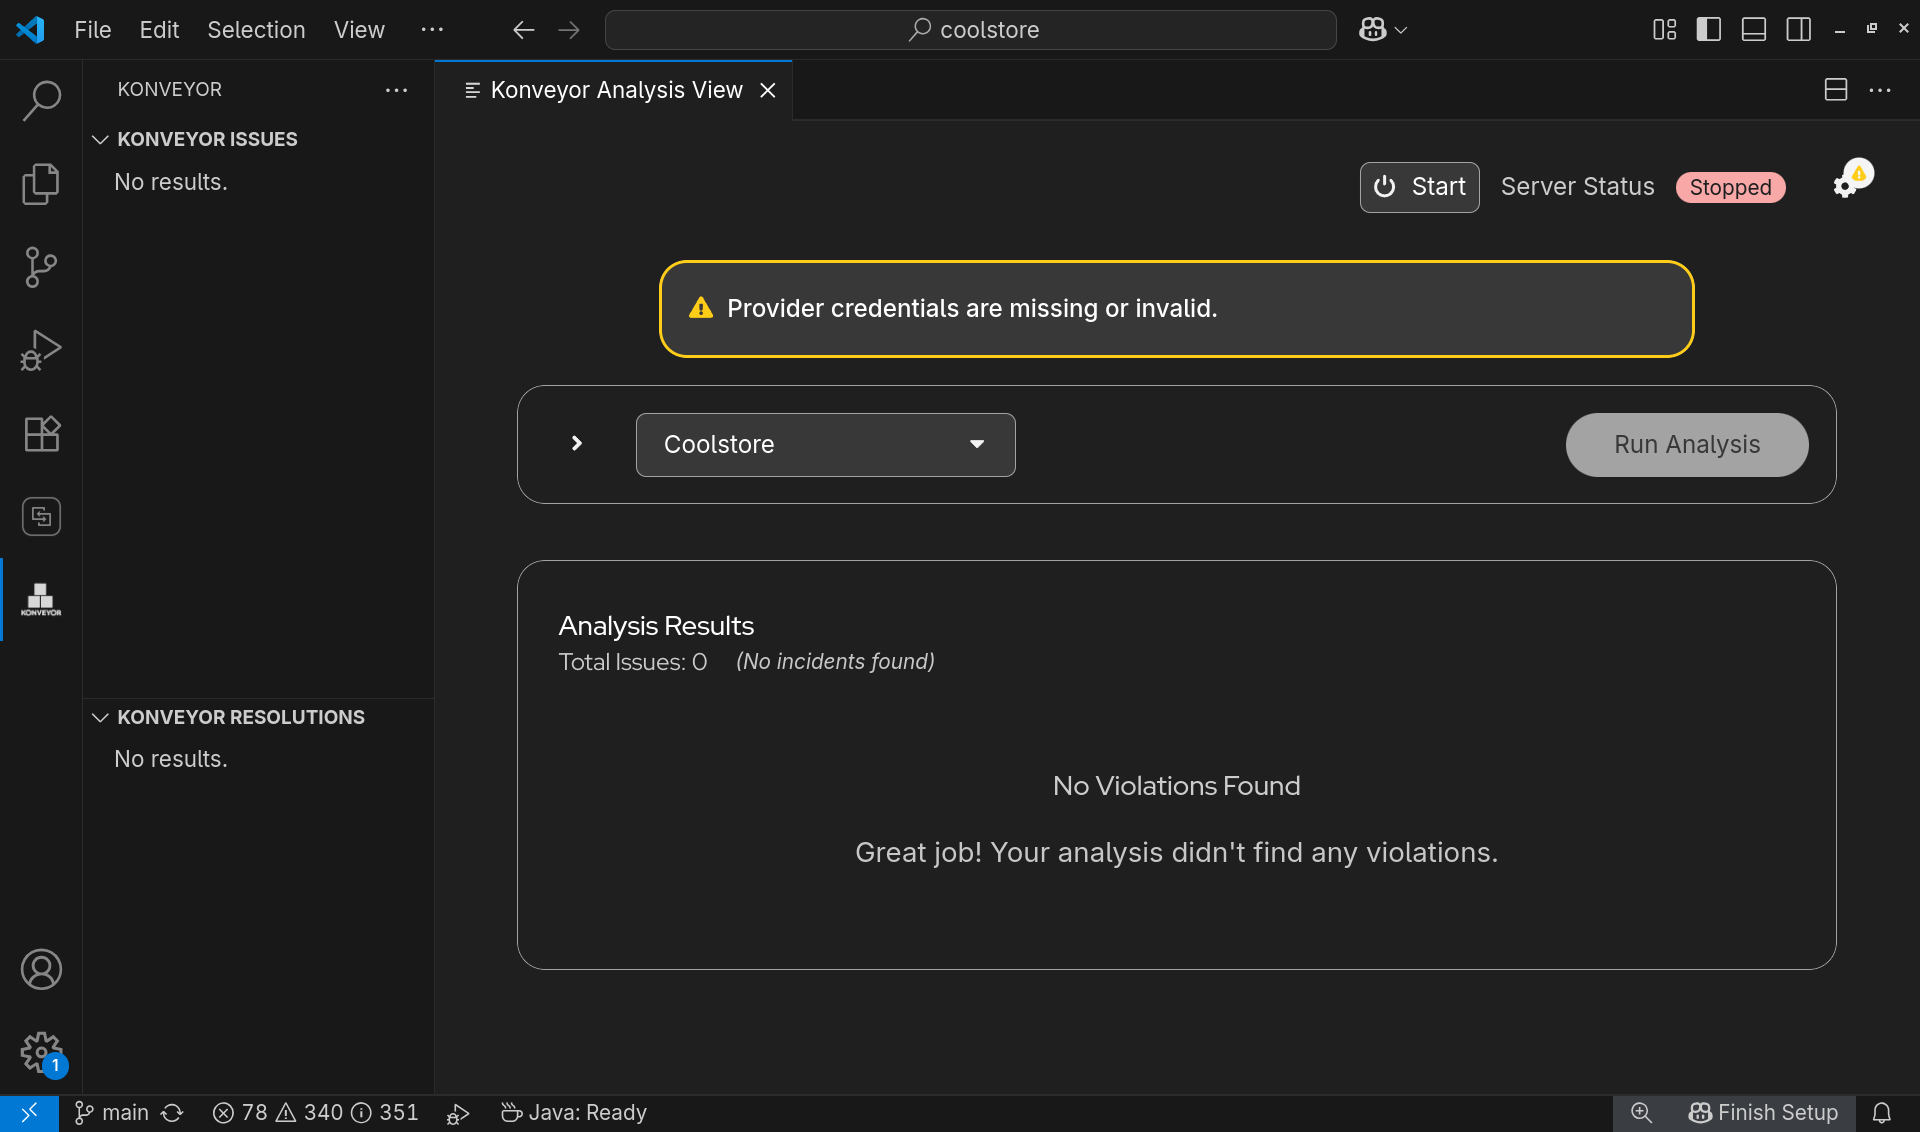 File Edit Selection View ···
coolstore
KONVEYOR ···
Konveyor Analysis View
KONVEYOR ISSUES
No results.
Start Server Status Stopped
Provider credentials are missing or invalid.
Coolstore
Run Analysis
KONVEYOR
Analysis Results
Total Issues: 0 (No incidents found)
KONVEYOR RESOLUTIONS
No results.
No Violations Found
Great job! Your analysis didn't find any violations.
1
main 78 340 351 Java: Ready Finish Setup